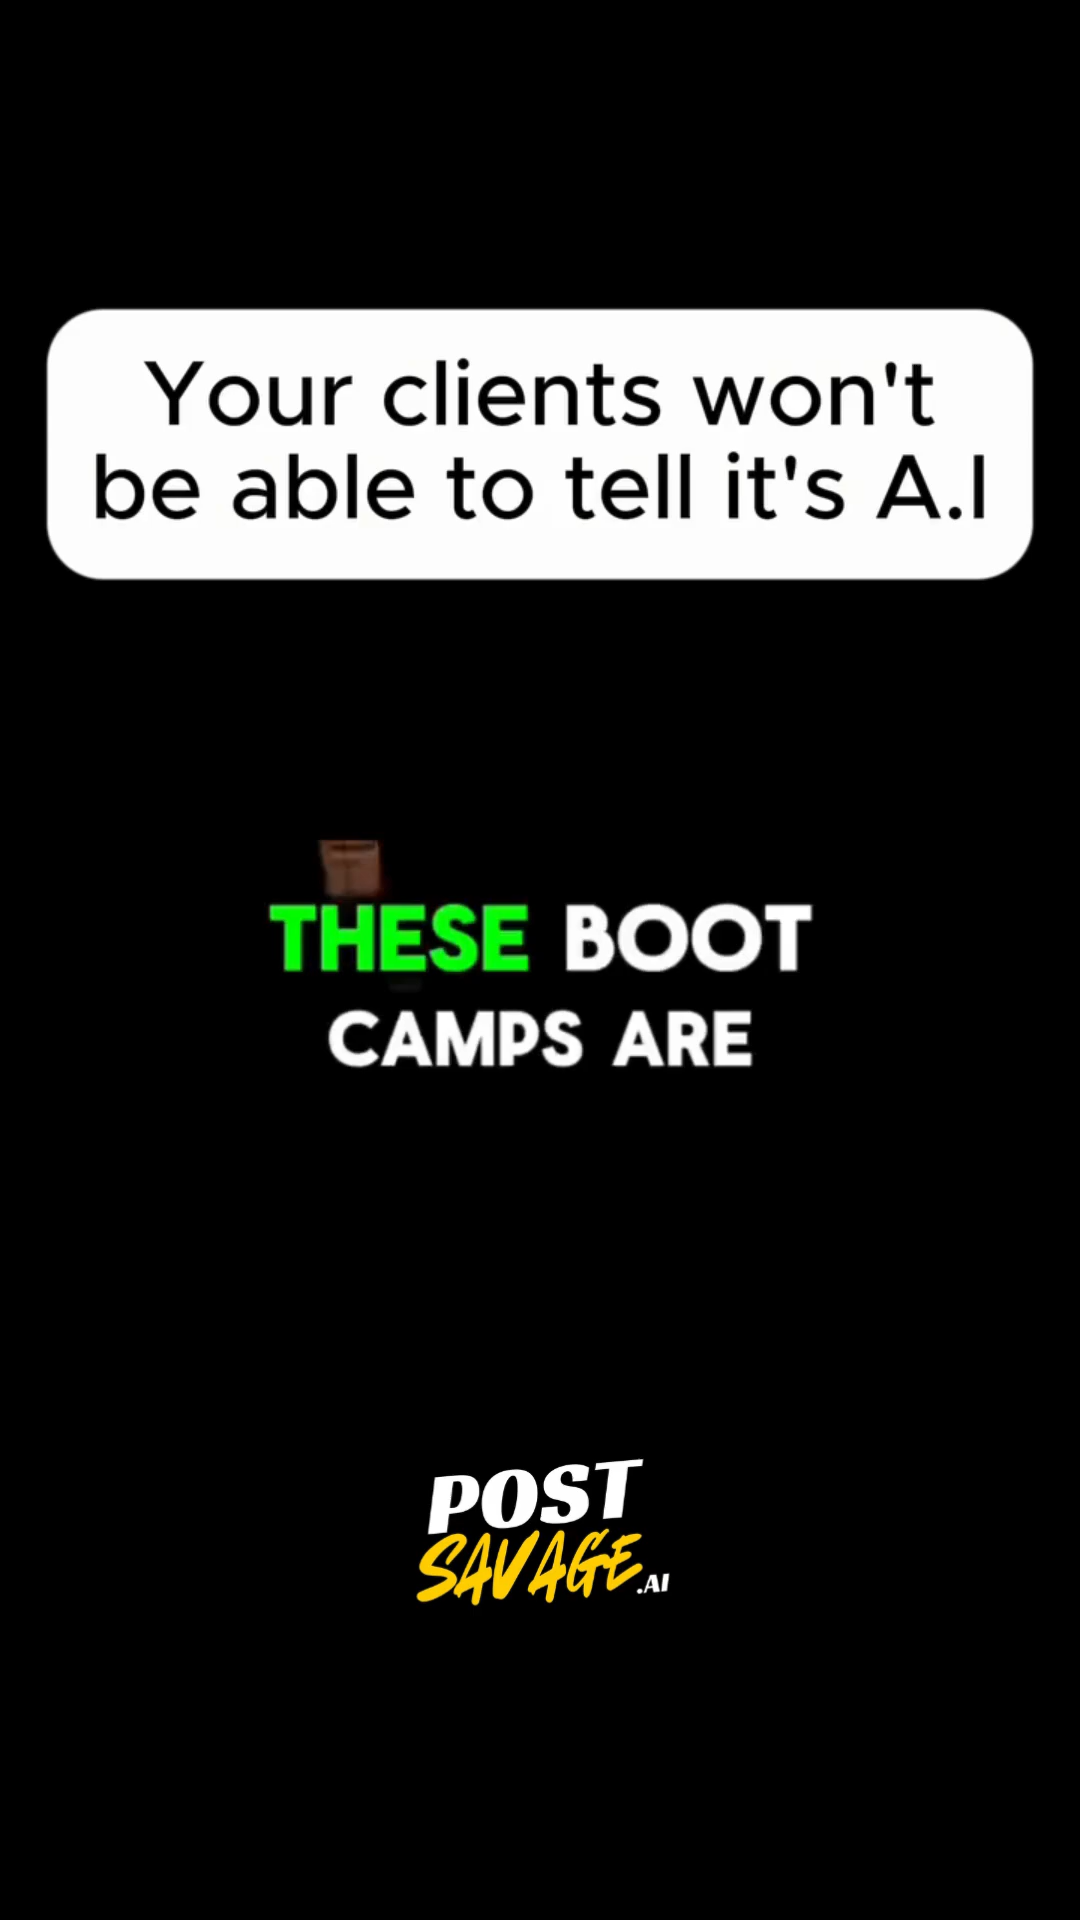 Your clients won't
be able to tell it's A.I
THESE BOOT
CAMPS ARE
POST
SAVAGE.AI